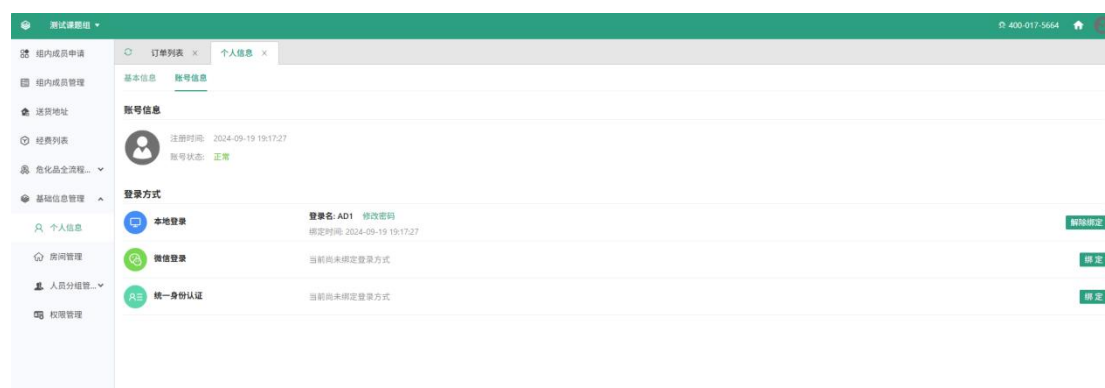 测试课题组
400-017-5664
组内成员申请
组内成员管理
送货地址
经费列表
危化品全流程...
基础信息管理
个人信息
房间管理
人员分组管...
权限管理
订单列表 ×
个人信息 ×
基本信息
账号信息
账号信息
注册时间: 2024-09-19 19:17:27
账号状态: 正常
登录方式
本地登录
登录名: AD1 修改密码
绑定时间: 2024-09-19 19:17:27
解除绑定
微信登录
当前尚未绑定登录方式
绑定
统一身份认证
当前尚未绑定登录方式
绑定